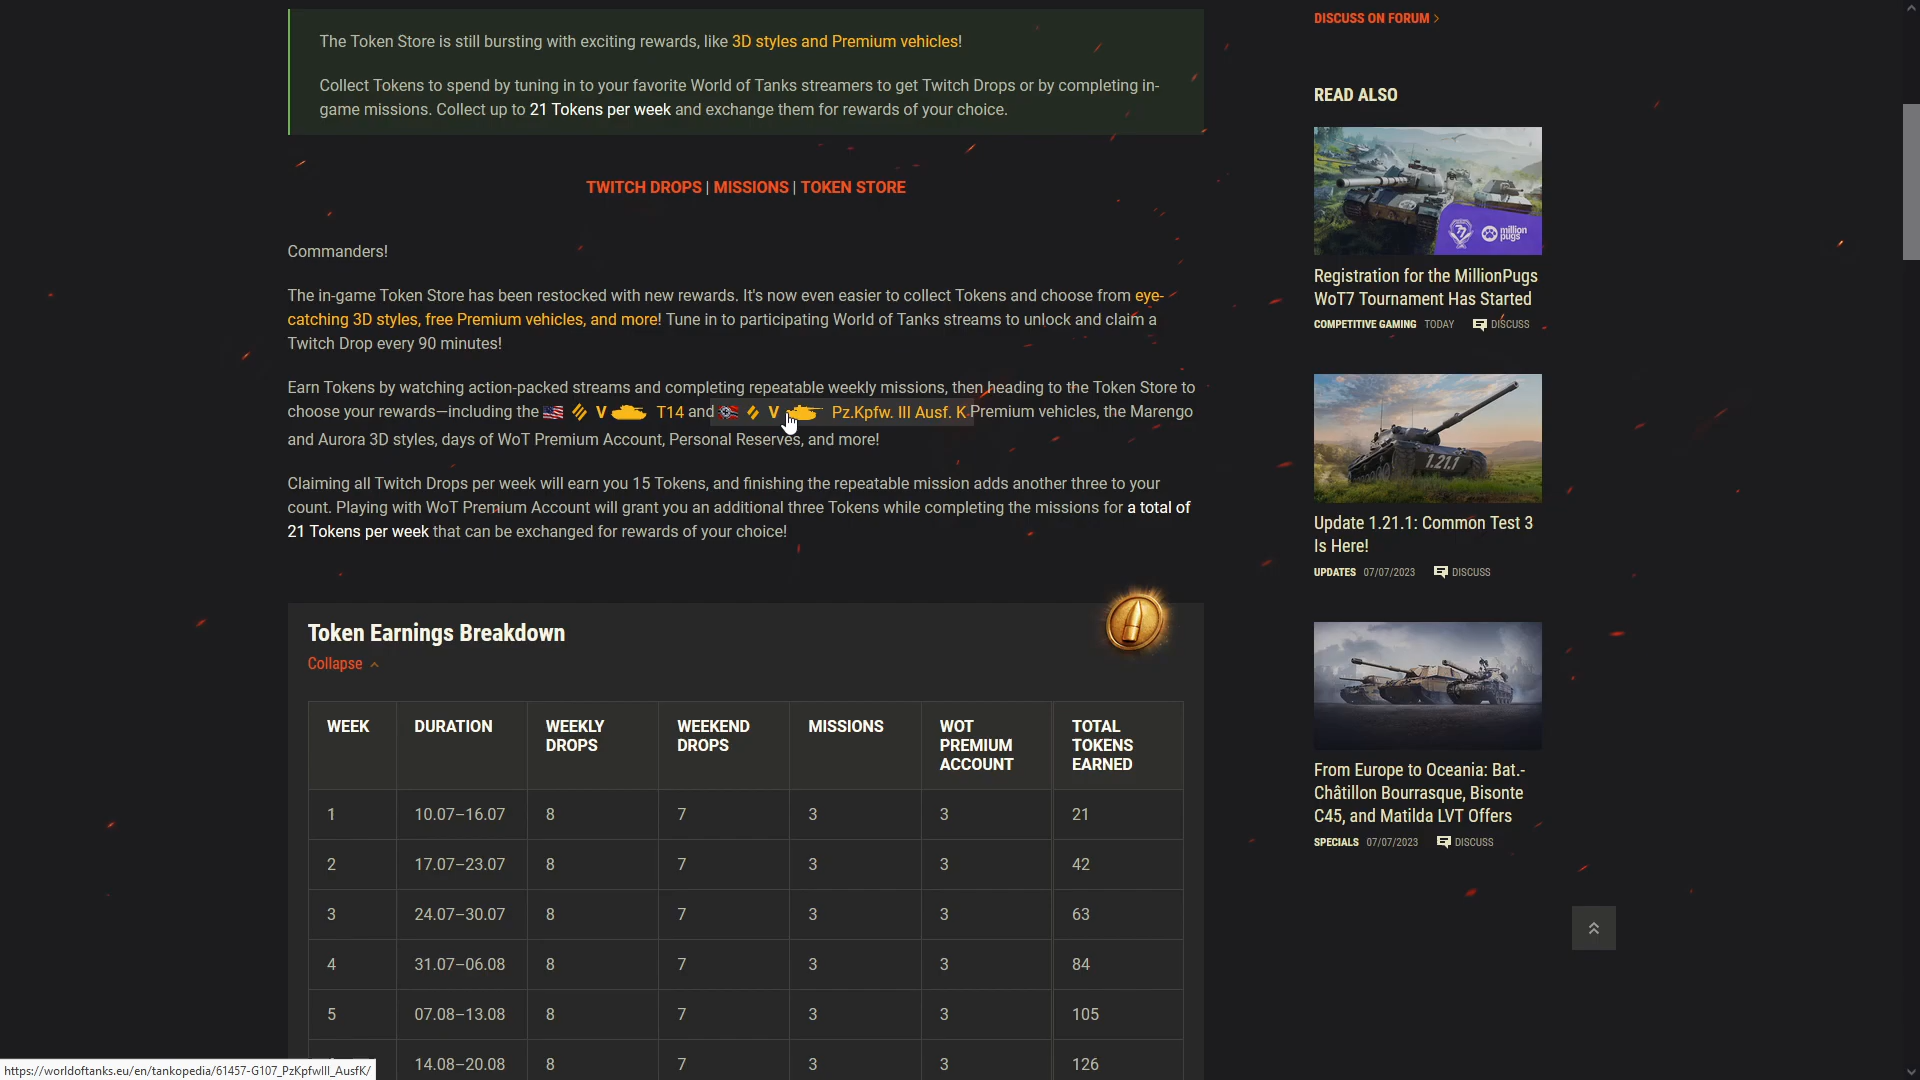 The Token Store is still bursting with exciting rewards, like 3D styles and Premium vehicles!
Collect Tokens to spend by tuning in to your favorite World of Tanks streamers to get Twitch Drops or by completing in-
game missions. Collect up to 21 Tokens per week and exchange them for rewards of your choice.
TWITCH DROPS | MISSIONS | TOKEN STORE
Commanders!
The in-game Token Store has been restocked with new rewards. It's now even easier to collect Tokens and choose from eye-
catching 3D styles, free Premium vehicles, and more! Tune in to participating World of Tanks streams to unlock and claim a
Twitch Drop every 90 minutes!
Earn Tokens by watching action-packed streams and completing repeatable weekly missions, then heading to the Token Store to
choose your rewards—including the V T14 and V Pz.Kpfw. III Ausf. K Premium vehicles, the Marengo
and Aurora 3D styles, days of WoT Premium Account, Personal Reserves, and more!
Claiming all Twitch Drops per week will earn you 15 Tokens, and finishing the repeatable mission adds another three to your
count. Playing with WoT Premium Account will grant you an additional three Tokens while completing the missions for a total of
21 Tokens per week that can be exchanged for rewards of your choice!
Token Earnings Breakdown
Collapse
WEEK DURATION WEEKLY DROPS WEEKEND DROPS MISSIONS WOT PREMIUM ACCOUNT TOTAL TOKENS EARNED
1 10.07–16.07 8 7 3 3 21
2 17.07–23.07 8 7 3 3 42
3 24.07–30.07 8 7 3 3 63
4 31.07–06.08 8 7 3 3 84
5 07.08–13.08 8 7 3 3 105
14.08–20.08 8 7 3 3 126
https://worldoftanks.eu/en/tankopedia/61457-G107_PzKpfwIII_AusfK/
DISCUSS ON FORUM
READ ALSO
77 million pugs
Registration for the MillionPugs
WoT7 Tournament Has Started
COMPETITIVE GAMING TODAY DISCUSS
1.21.1
Update 1.21.1: Common Test 3
Is Here!
UPDATES 07/07/2023 DISCUSS
From Europe to Oceania: Bat.-
Châtillon Bourrasque, Bisonte
C45, and Matilda LVT Offers
SPECIALS 07/07/2023 DISCUSS